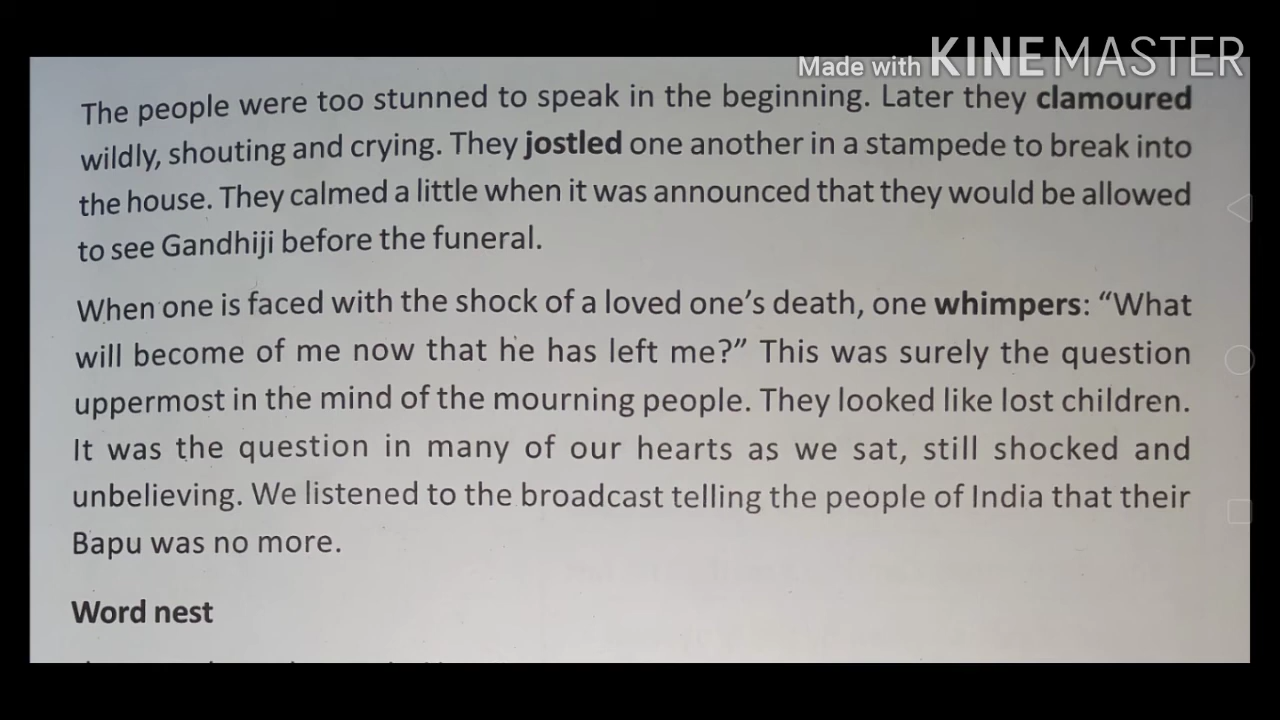 Made with KINEMASTER
The people were too stunned to speak in the beginning. Later they clamoured
wildly, shouting and crying. They jostled one another in a stampede to break into
the house. They calmed a little when it was announced that they would be allowed
to see Gandhiji before the funeral.
When one is faced with the shock of a loved one’s death, one whimpers: “What
will become of me now that he has left me?” This was surely the question
uppermost in the mind of the mourning people. They looked like lost children.
It was the question in many of our hearts as we sat, still shocked and
unbelieving. We listened to the broadcast telling the people of India that their
Bapu was no more.
Word nest